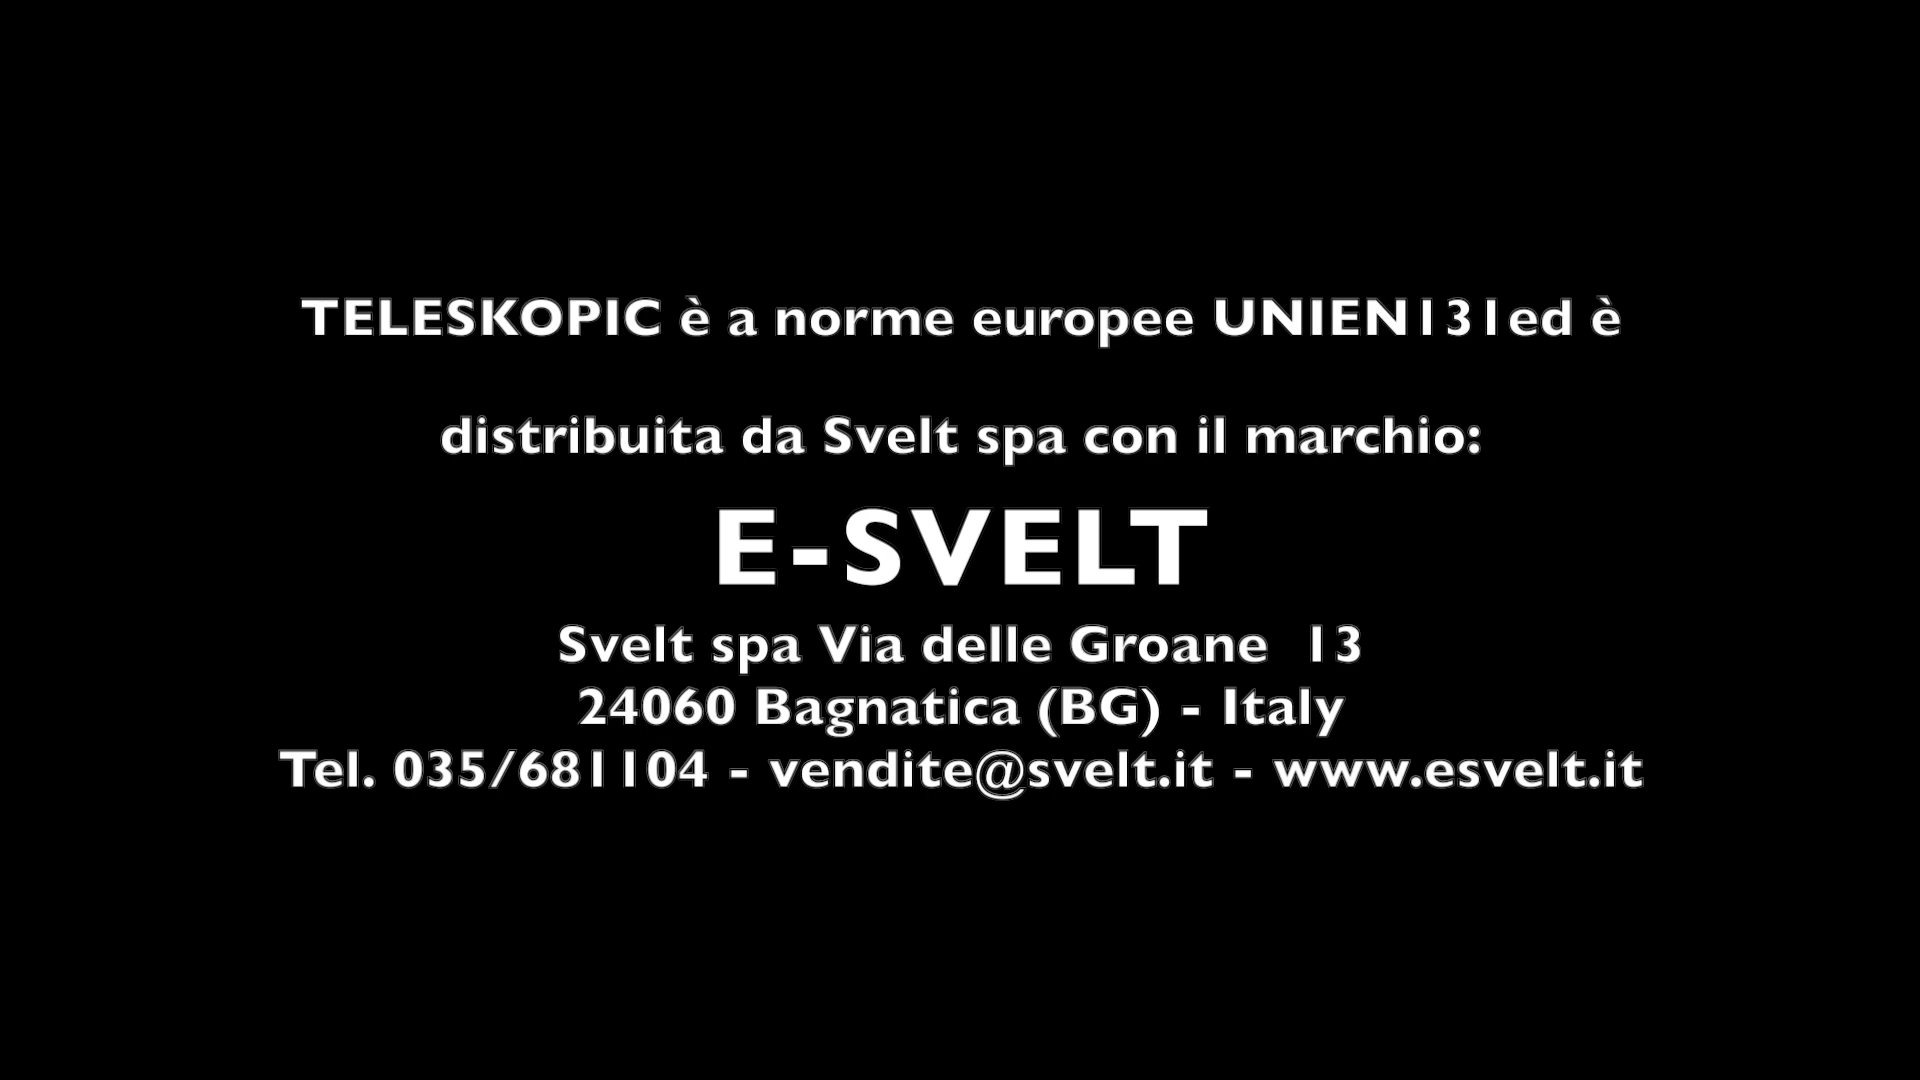 TELESKOPIC è a norme europee UNIEN131ed è
distribuita da Svelt spa con il marchio:
E-SVELT
Svelt spa Via delle Groane  13
24060 Bagnatica (BG) - Italy
Tel. 035/681104 - vendite@svelt.it - www.esvelt.it